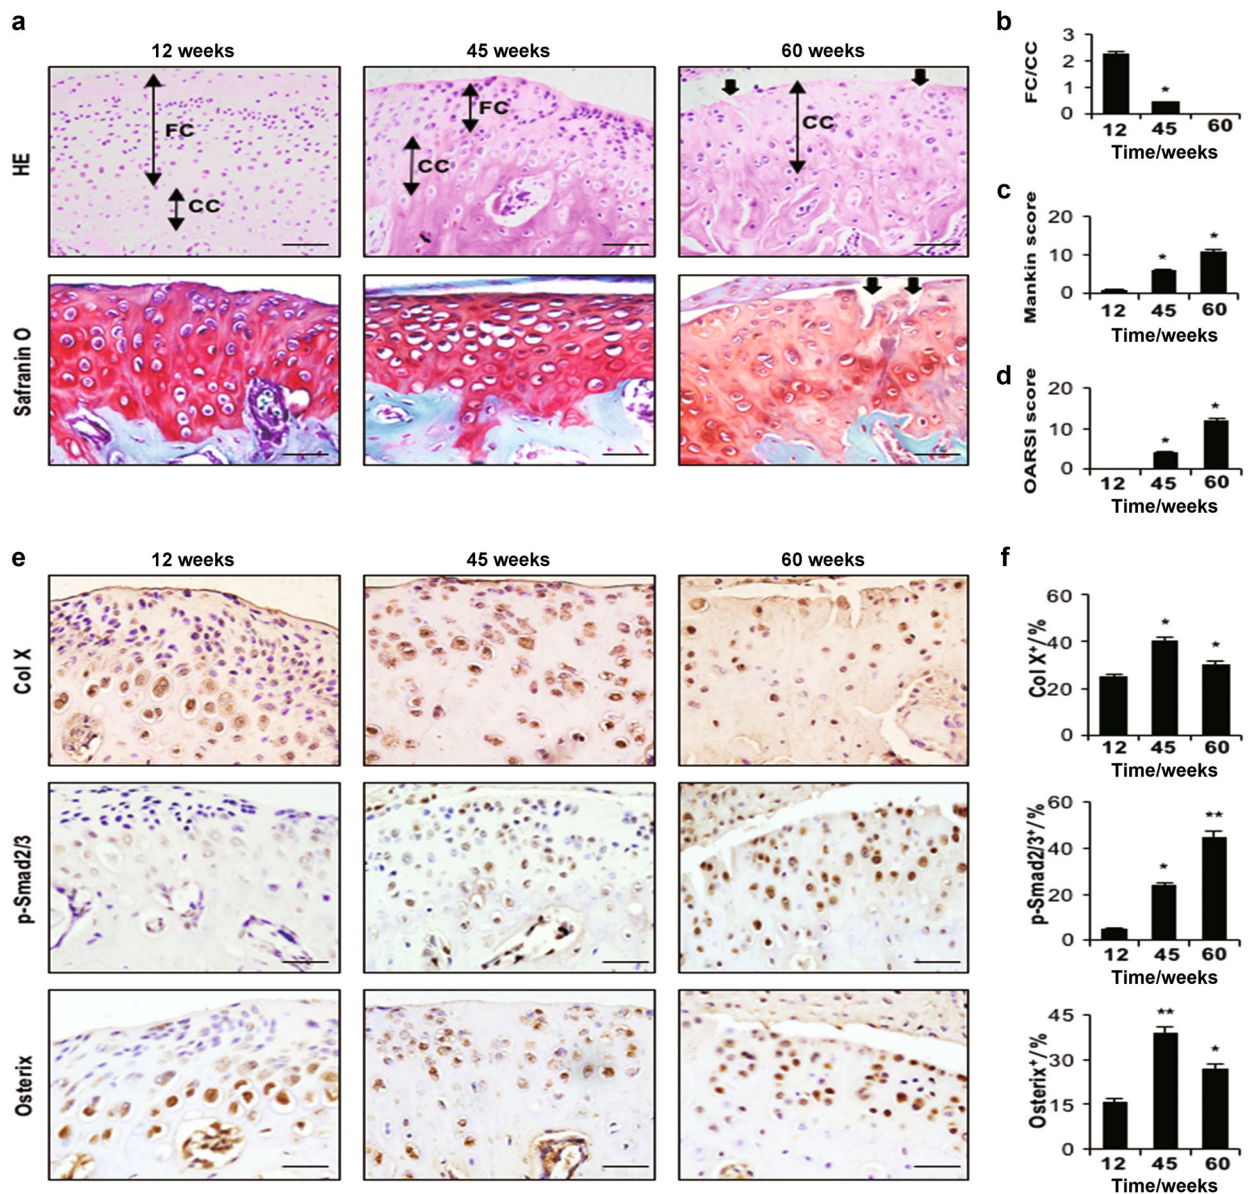 a
12 weeks 45 weeks 60 weeks
HE
FC
CC
FC
CC
CC
Safranin O
b
FC/CC
3
2
1
0
12 45 60
Time/weeks
c
Mankin score
20
10
0
* *
12 45 60
Time/weeks
d
OARSI score
20
10
0
* *
12 45 60
Time/weeks
e
12 weeks 45 weeks 60 weeks
Col X
p-Smad2/3
Osterix
f
Col X⁺/%
60
40
20
0
* *
12 45 60
Time/weeks
p-Smad2/3⁺/%
60
40
20
0
* **
12 45 60
Time/weeks
Osterix⁺/%
45
30
15
0
** *
12 45 60
Time/weeks